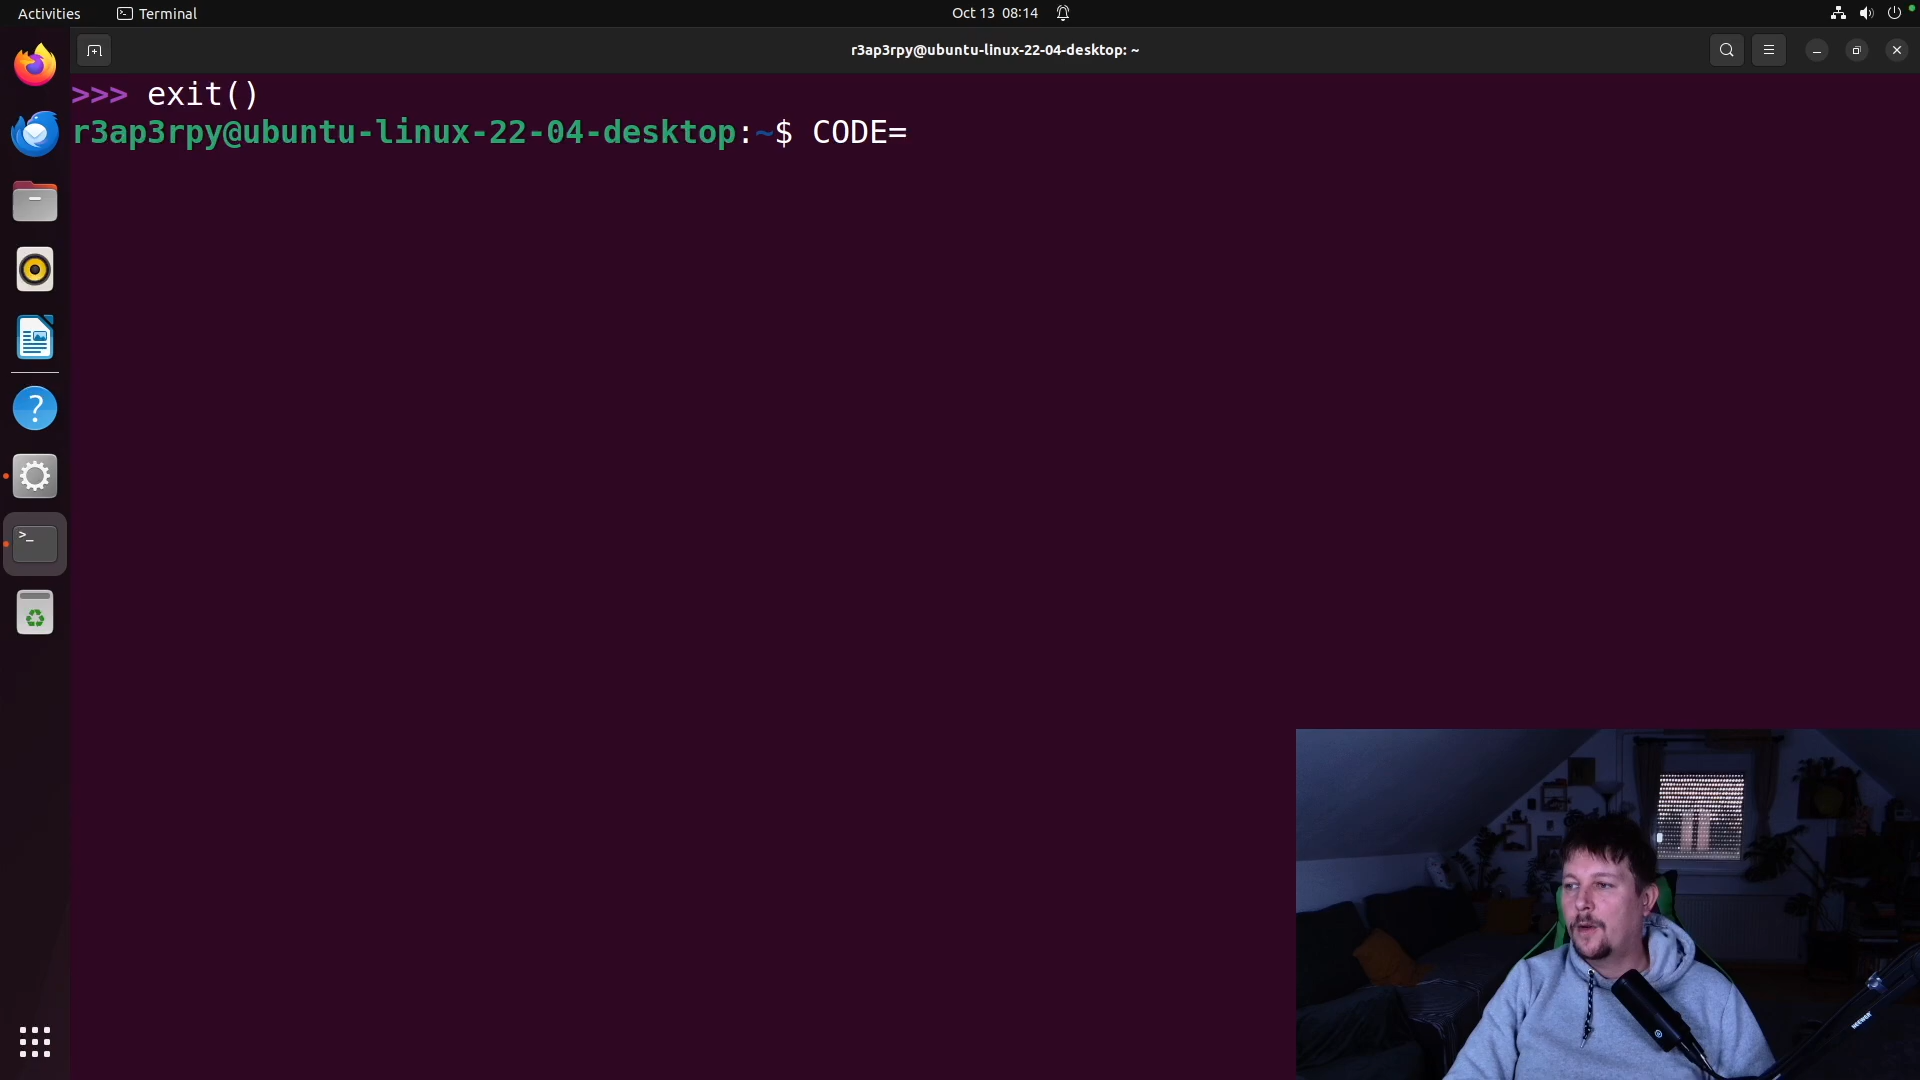 Activities
Terminal
Oct 13 08:14
r3ap3rpy@ubuntu-linux-22-04-desktop: ~
>>> exit()
r3ap3rpy@ubuntu-linux-22-04-desktop:~$ CODE=
>_
?
NEEWER